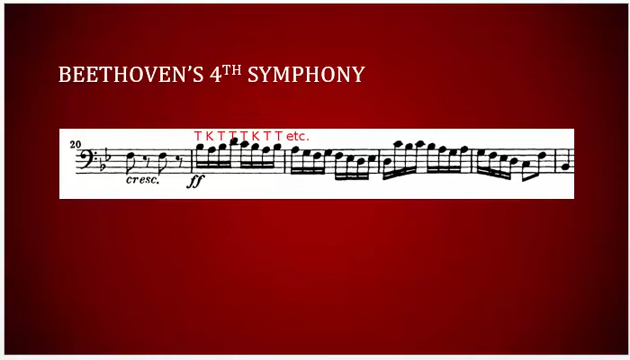 BEETHOVEN'S 4TH SYMPHONY
T K T T T K T T etc.
20
cresc. ff